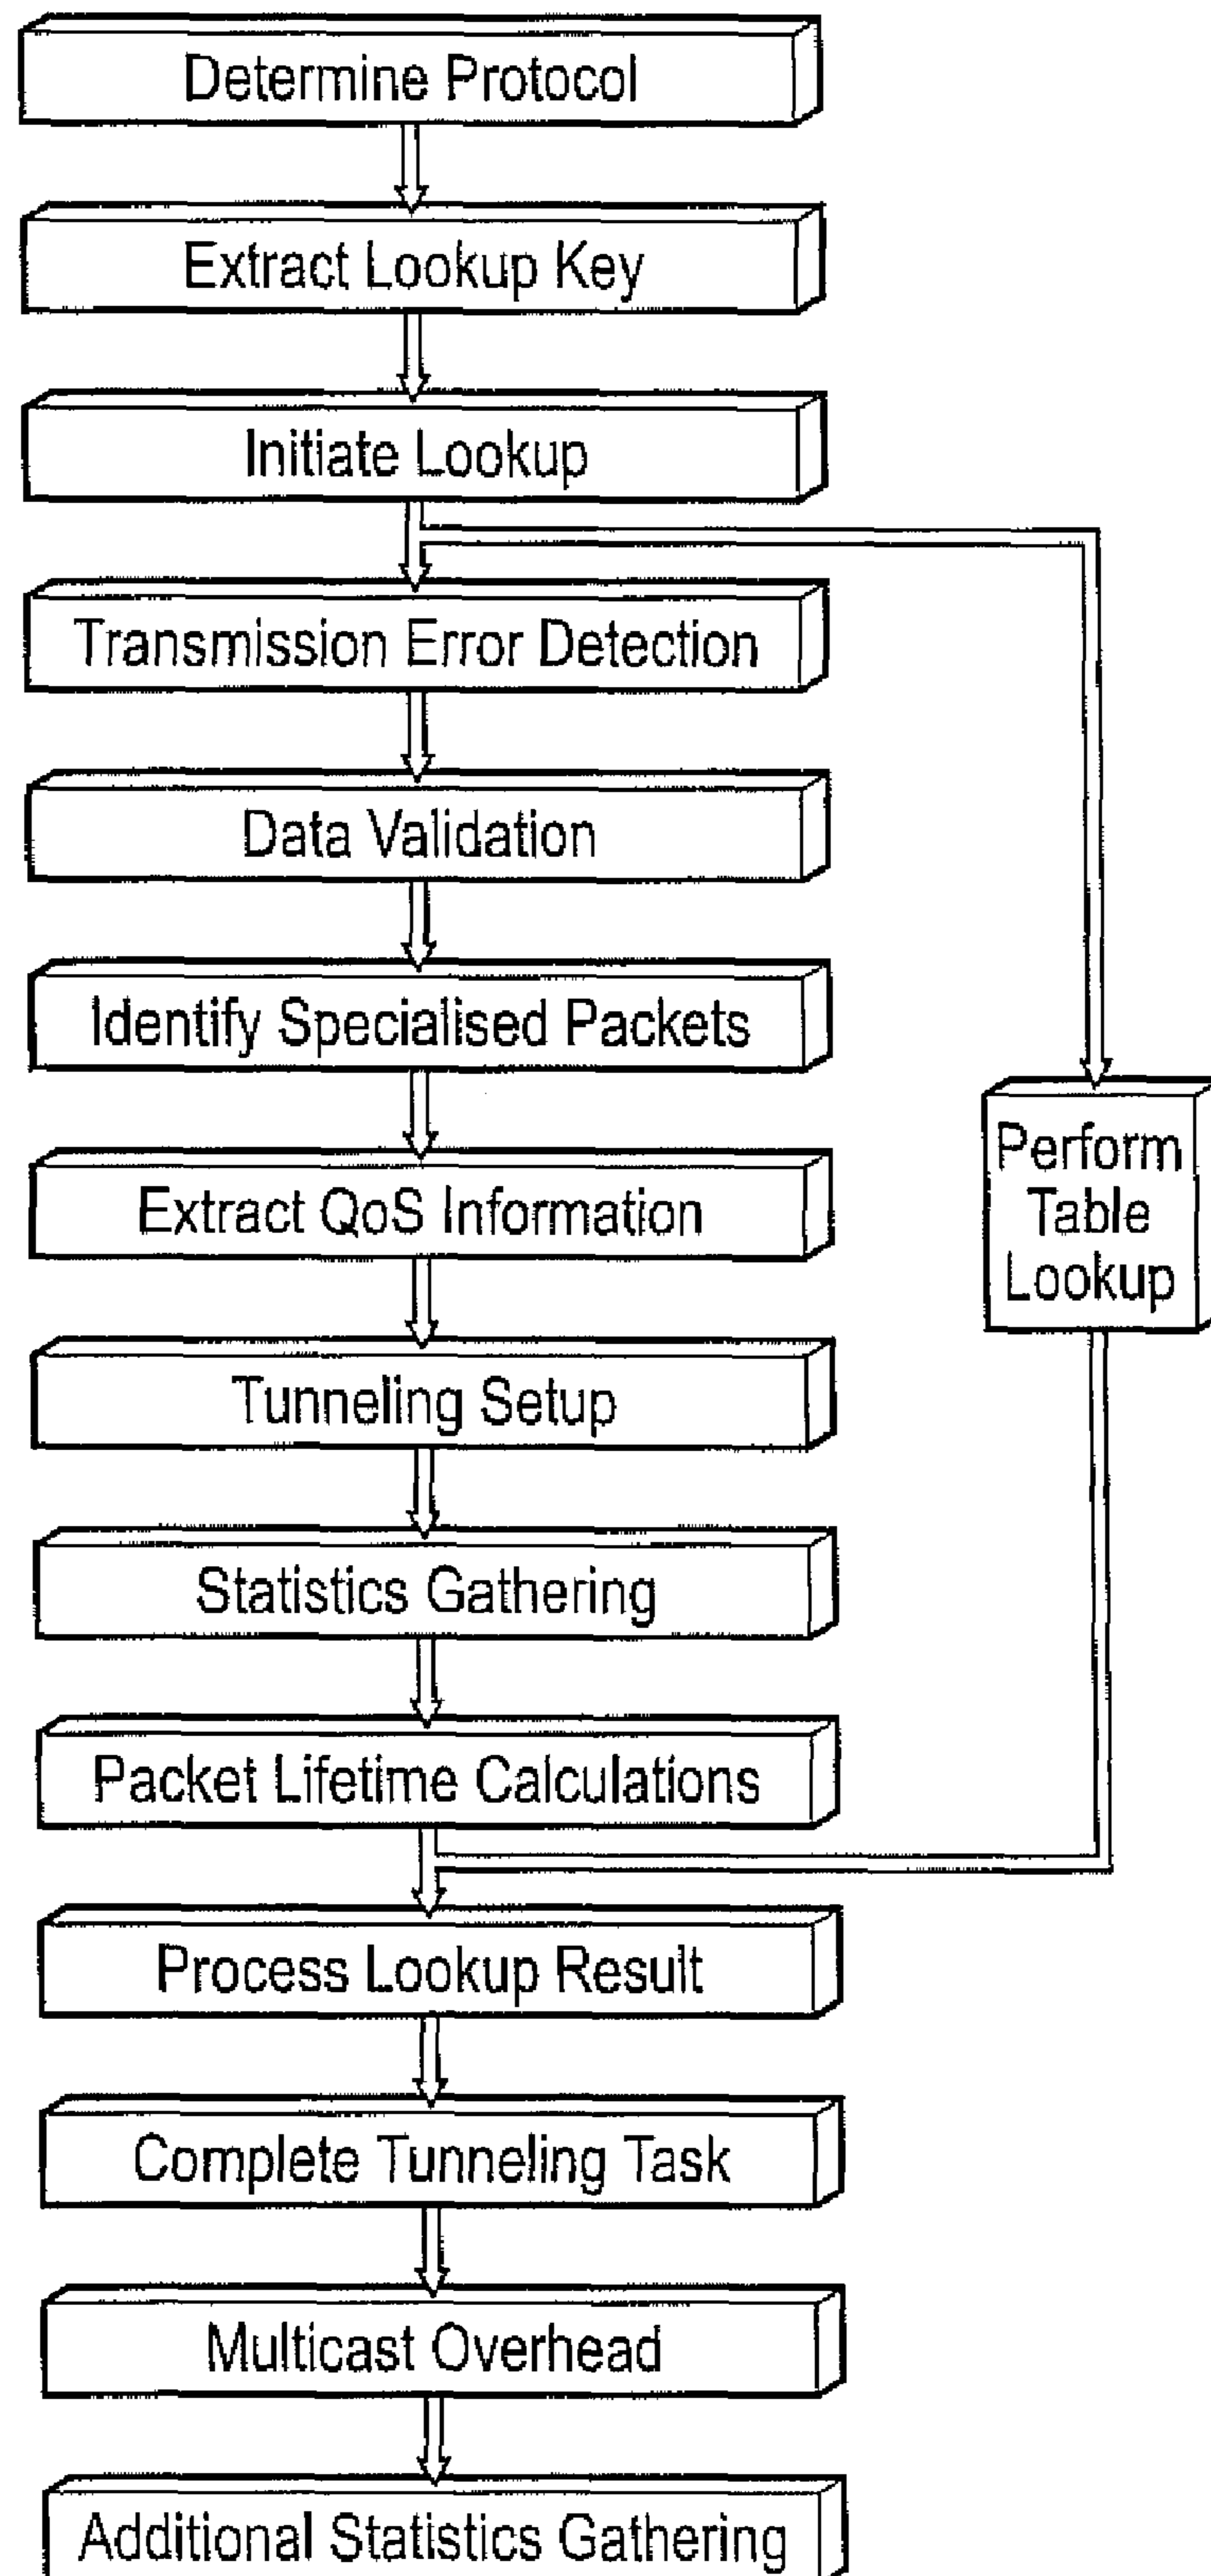 Determine Protocol
Extract Lookup Key
Initiate Lookup
Transmission Error Detection
Data Validation
Identify Specialised Packets
Extract QoS Information
Perform
Table
Lookup
Tunneling Setup
Statistics Gathering
Packet Lifetime Calculations
Process Lookup Result
Complete Tunneling Task
Multicast Overhead
Additional Statistics Gathering